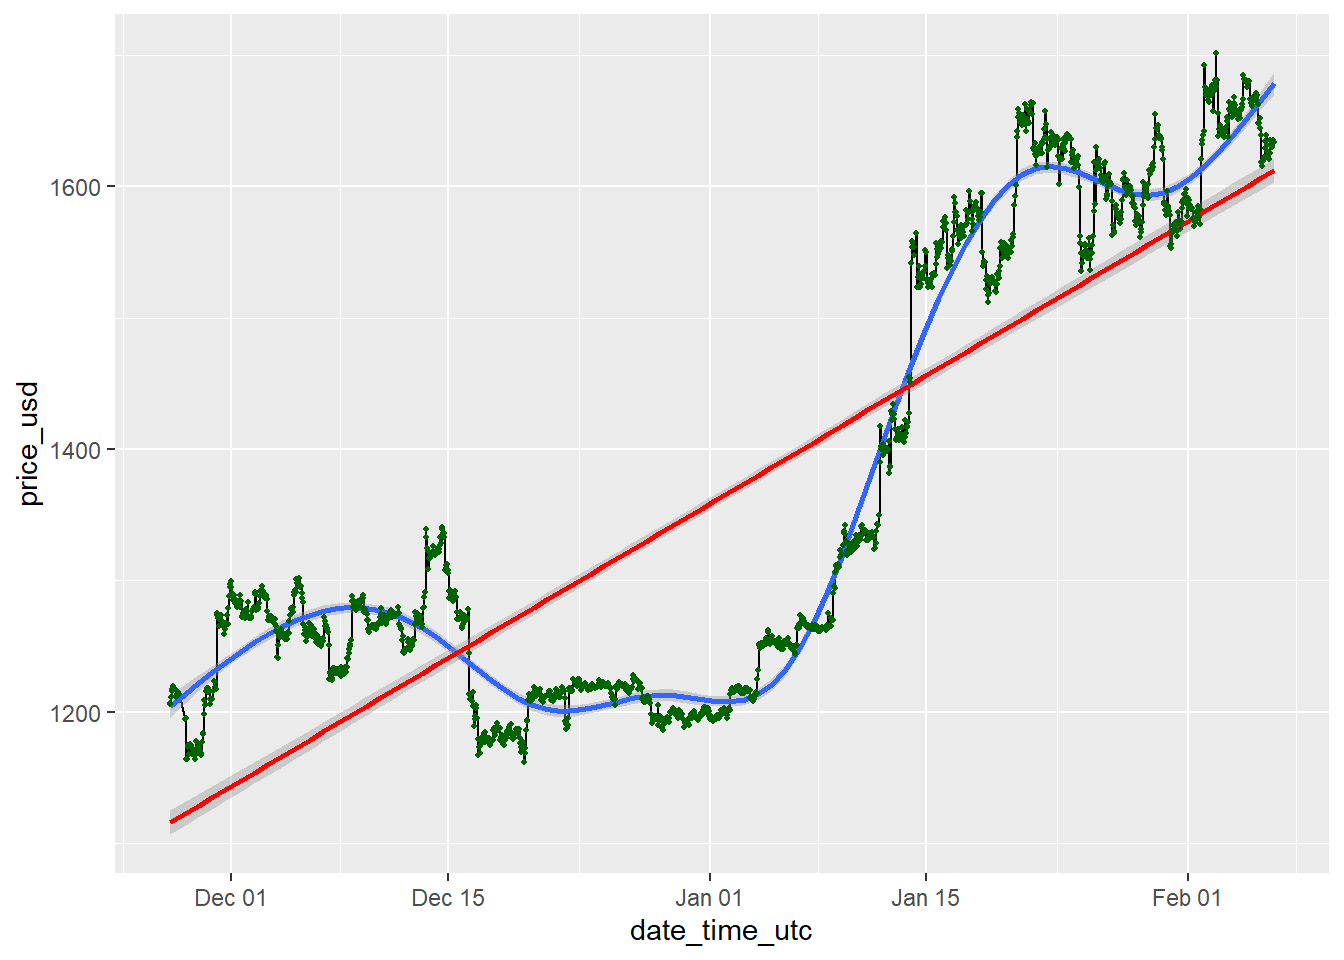 price_usd
1600
1400
1200
Dec 01
Dec 15
Jan 01
Jan 15
Feb 01
date_time_utc